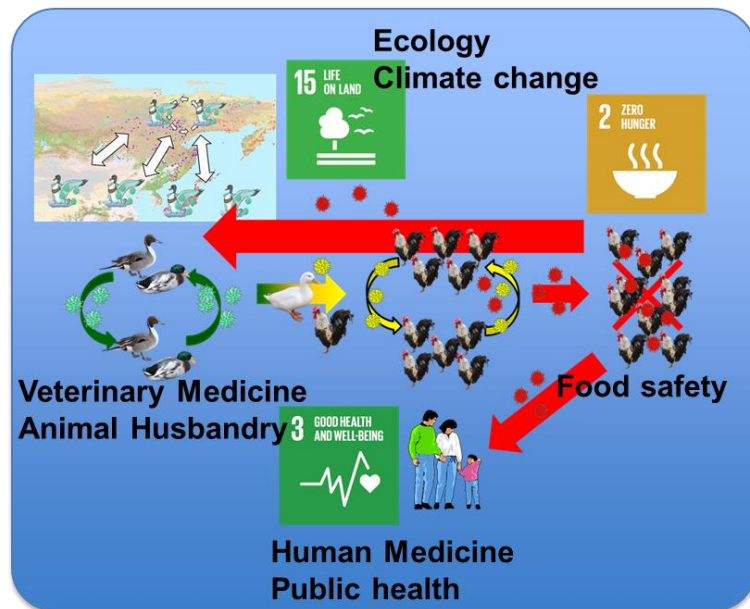 Ecology
Climate change
15 LIFE
ON LAND
2 ZERO
HUNGER
Veterinary Medicine
Animal Husbandry
Food safety
3 GOOD HEALTH
AND WELL-BEING
Human Medicine
Public health